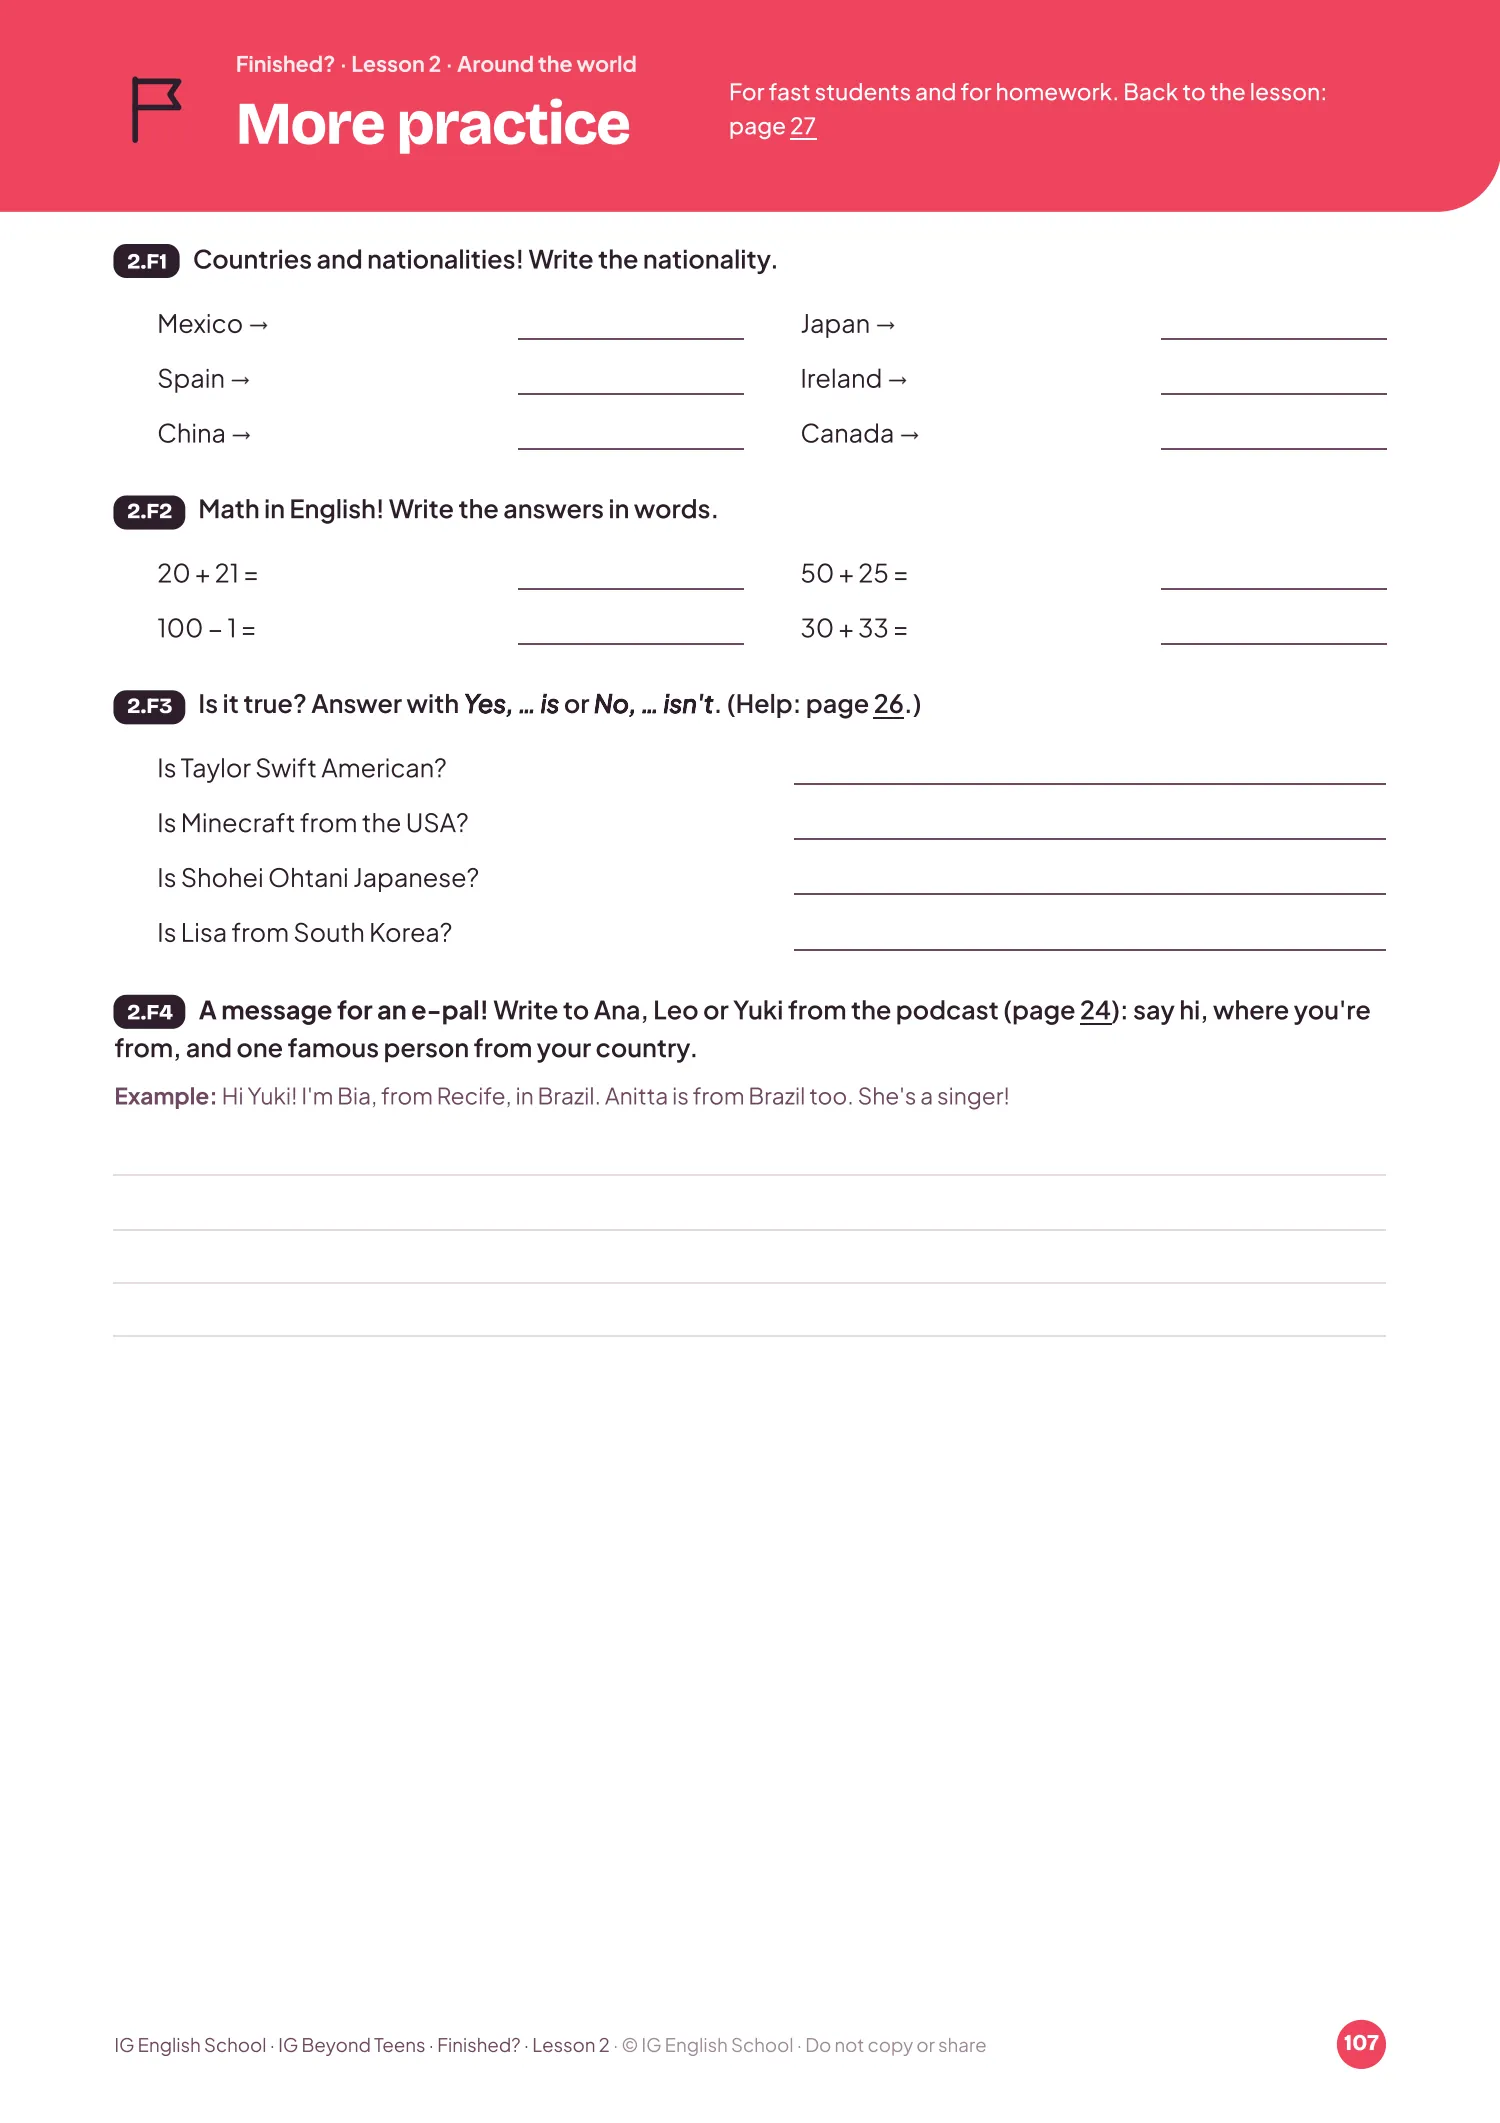 Finished? · Lesson 2 · Around the world
More practice
For fast students and for homework. Back to the lesson:
page 27
2.F1 Countries and nationalities! Write the nationality.
Mexico →
Japan →
Spain →
Ireland →
China →
Canada →
2.F2 Math in English! Write the answers in words.
20 + 21 =
50 + 25 =
100 – 1 =
30 + 33 =
2.F3 Is it true? Answer with Yes, … is or No, … isn't. (Help: page 26.)
Is Taylor Swift American?
Is Minecraft from the USA?
Is Shohei Ohtani Japanese?
Is Lisa from South Korea?
2.F4 A message for an e-pal! Write to Ana, Leo or Yuki from the podcast (page 24): say hi, where you're
from, and one famous person from your country.
Example: Hi Yuki! I'm Bia, from Recife, in Brazil. Anitta is from Brazil too. She's a singer!
IG English School · IG Beyond Teens · Finished? · Lesson 2 · © IG English School · Do not copy or share
107